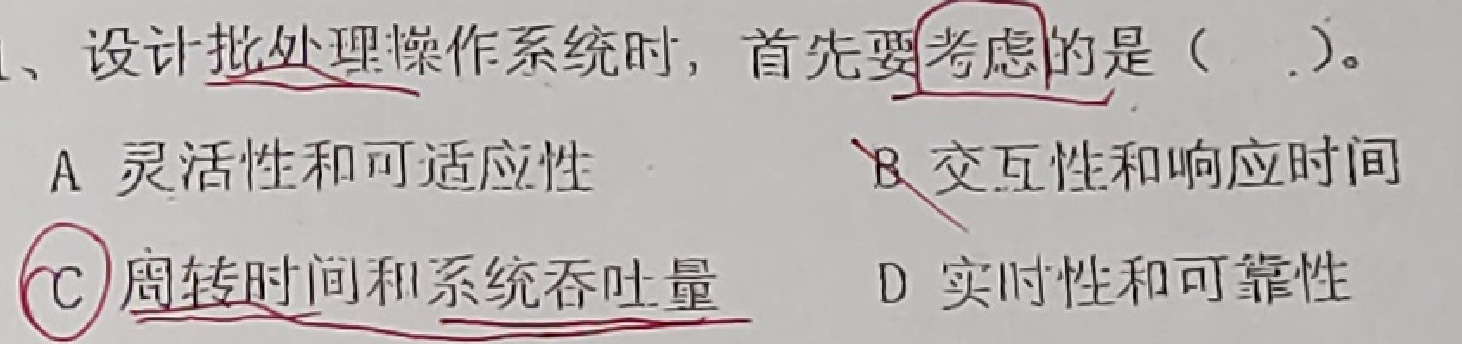 、设计批处理操作系统时，首先要考虑的是（ ）。
A 灵活性和可适应性 B 交互性和响应时间
C 周转时间和系统吞吐量 D 实时性和可靠性